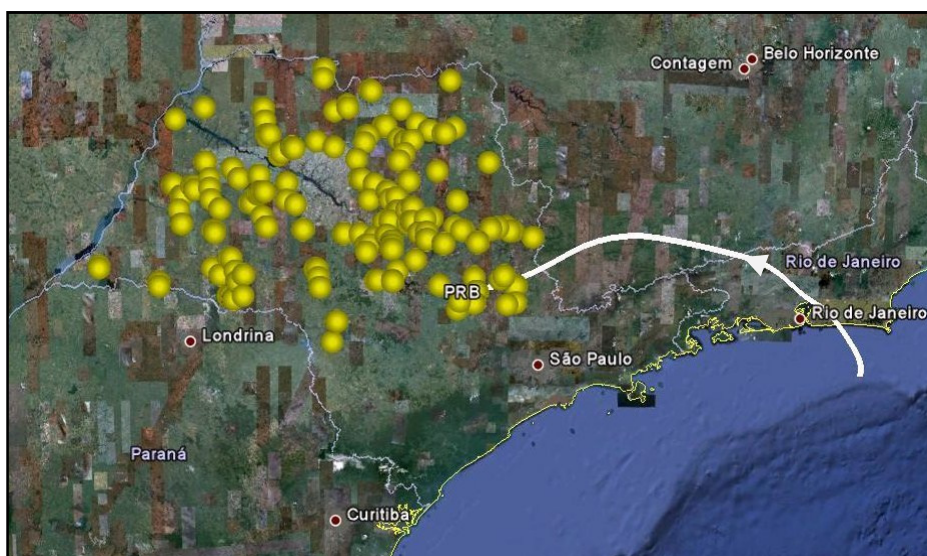 Belo Horizonte
Contagem
Rio de Janeiro
PRB
Rio de Janeiro
Londrina
São Paulo
Paraná
Curitiba